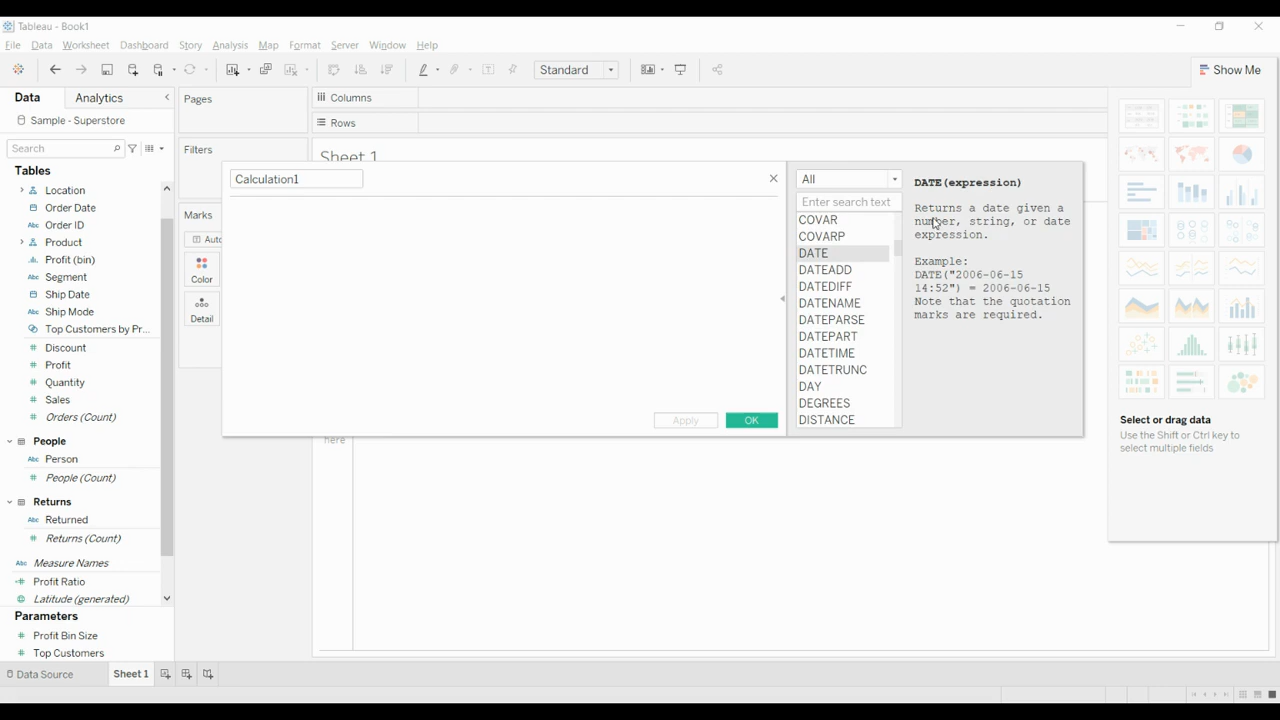 Tableau - Book1
File Data Worksheet Dashboard Story Analysis Map Format Server Window Help
Standard
Show Me
Data Analytics
Sample - Superstore
Search
Tables
Location
Order Date
Abc Order ID
Product
Profit (bin)
Abc Segment
Ship Date
Abc Ship Mode
Top Customers by Pr...
# Discount
# Profit
# Quantity
# Sales
# Orders (Count)
People
Abc Person
# People (Count)
Returns
Abc Returned
# Returns (Count)
Abc Measure Names
Profit Ratio
Latitude (generated)
Parameters
# Profit Bin Size
# Top Customers
Pages
Filters
Marks
Auto
Color
Detail
Columns
Rows
Sheet 1
here
Calculation1
Apply
OK
All
Enter search text
COVAR
COVARP
DATE
DATEADD
DATEDIFF
DATENAME
DATEPARSE
DATEPART
DATETIME
DATETRUNC
DAY
DEGREES
DISTANCE
DATE(expression)
Returns a date given a
number, string, or date
expression.
Example:
DATE("2006-06-15
14:52") = 2006-06-15
Note that the quotation
marks are required.
Select or drag data
Use the Shift or Ctrl key to
select multiple fields
Data Source
Sheet 1